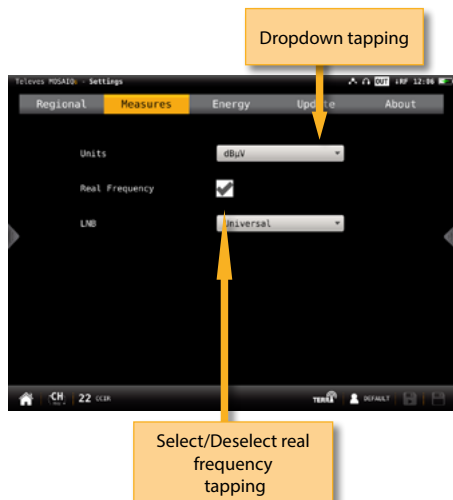 Dropdown tapping
Televes MOSAIQ6 - Settings OUT RF 12:06
Regional Measures Energy Update About
Units dBμV
Real Frequency
LNB Universal
CH 22 CCIR TERR DEFAULT
Select/Deselect real
frequency
tapping